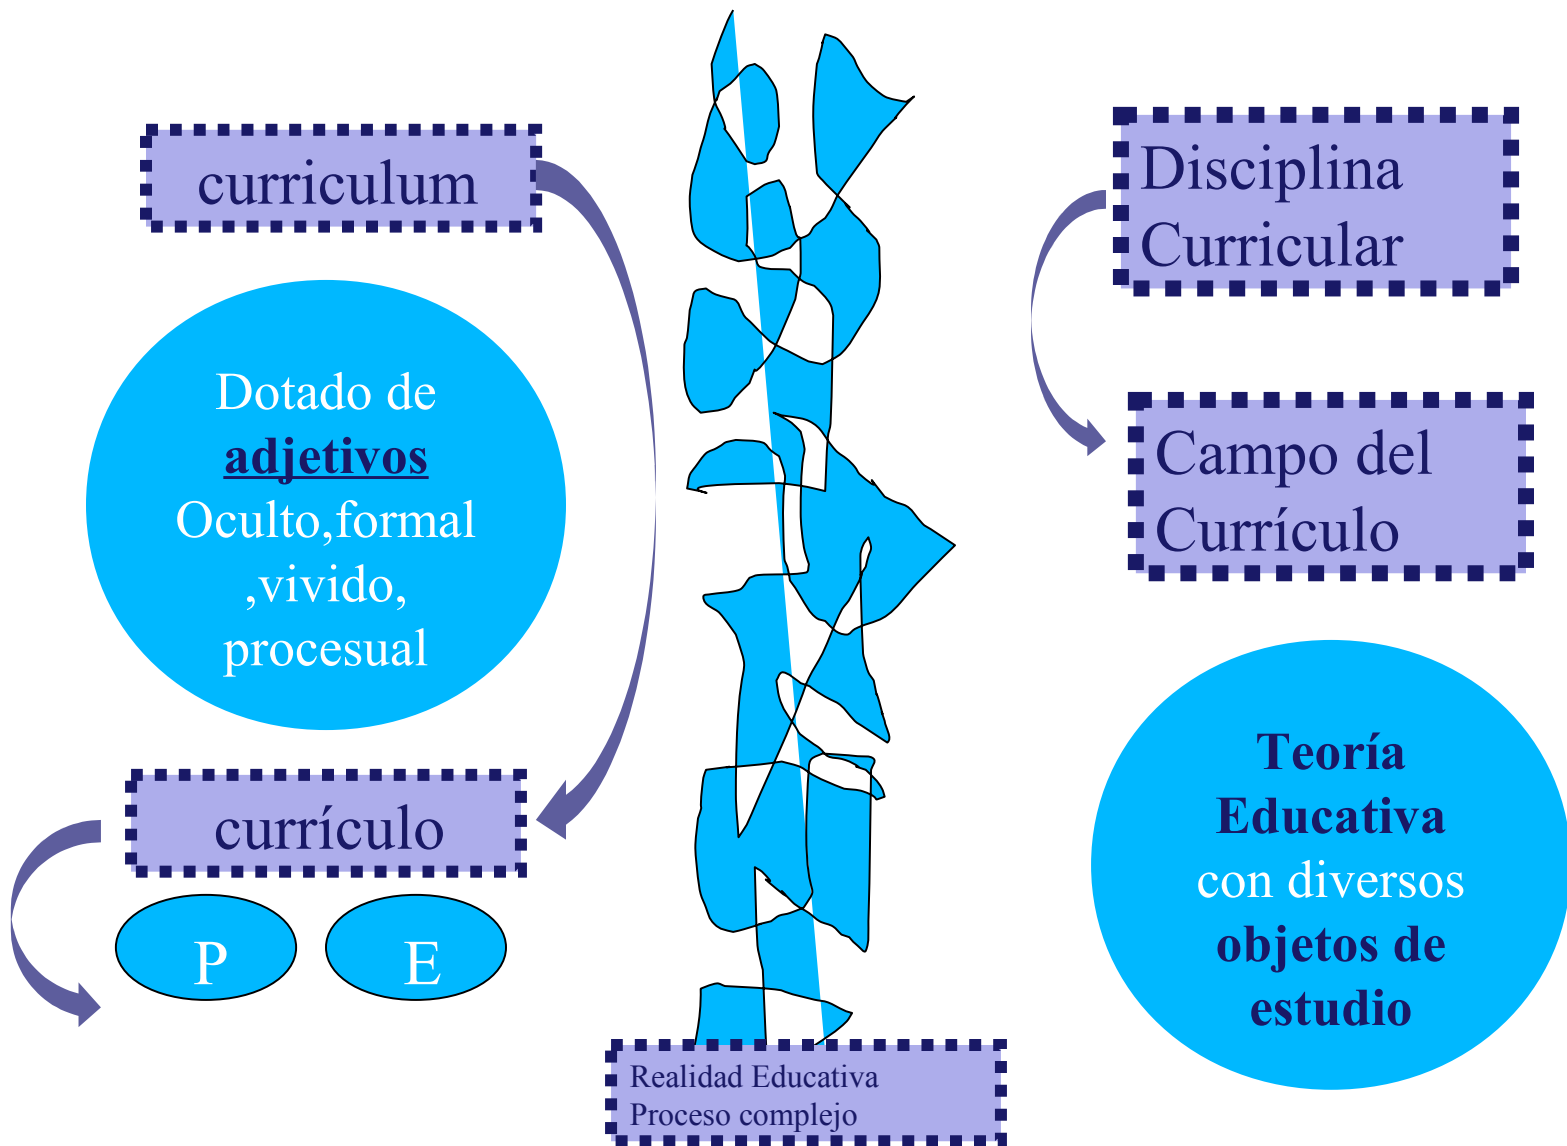 curriculum
Dotado de
adjetivos
Oculto,formal
,vivido,
procesual
currículo
P
E
Realidad Educativa
Proceso complejo
Disciplina
Curricular
Campo del
Currículo
Teoría
Educativa
con diversos
objetos de
estudio